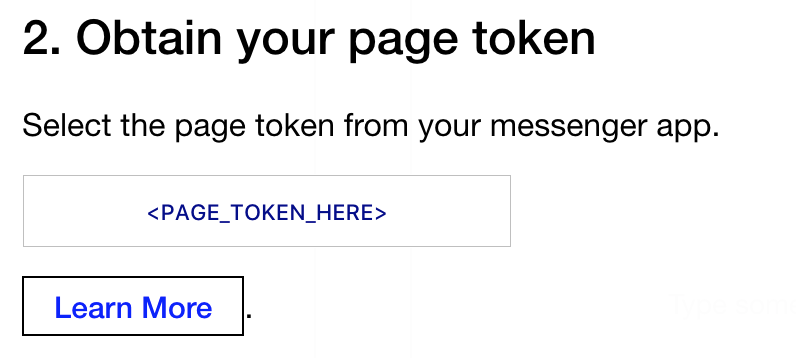 2. Obtain your page token
Select the page token from your messenger app.
<PAGE_TOKEN_HERE>
Learn More.